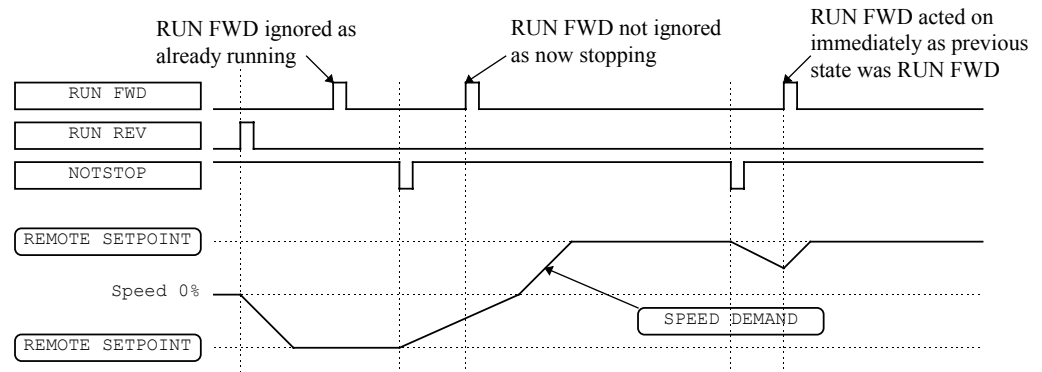 RUN FWD ignored as
already running
RUN FWD not ignored
as now stopping
RUN FWD acted on
immediately as previous
state was RUN FWD
RUN FWD
RUN REV
NOTSTOP
REMOTE SETPOINT
Speed 0%
SPEED DEMAND
REMOTE SETPOINT